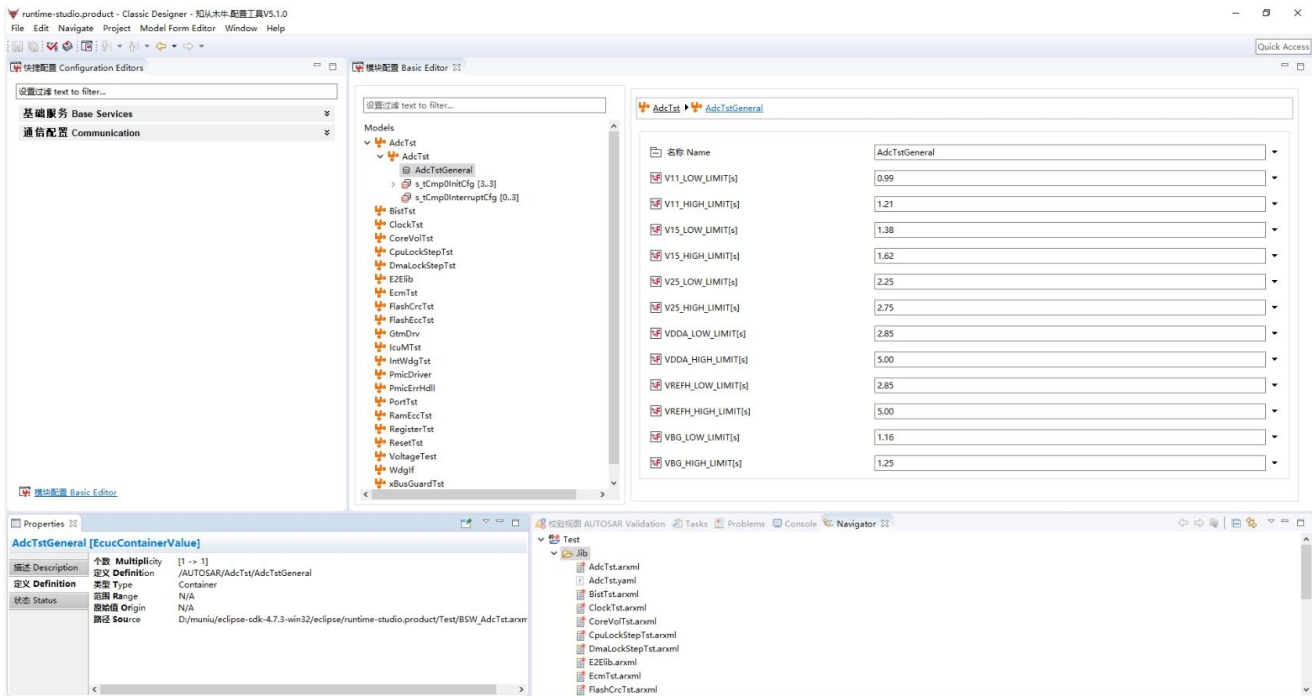 runtime-studio.product - Classic Designer - 知从木牛.配置工具V5.1.0
File Edit Navigate Project Model Form Editor Window Help
Quick Access
快捷配置 Configuration Editors
设置过滤 text to filter...
基础服务 Base Services
通信配置 Communication
模块配置 Basic Editor
模块配置 Basic Editor
设置过滤 text to filter...
Models
AdcTst
AdcTst
AdcTstGeneral
s_tCmp0InitCfg [3..3]
s_tCmp0InterruptCfg [0..3]
BistTst
ClockTst
CoreVolTst
CpuLockStepTst
DmaLockStepTst
E2Elib
EcmTst
FlashCrcTst
FlashEccTst
GtmDrv
IcuMTst
IntWdgTst
PmicDriver
PmicErrHdll
PortTst
RamEccTst
RegisterTst
ResetTst
VoltageTest
WdgIf
xBusGuardTst
AdcTst AdcTstGeneral
名称 Name AdcTstGeneral
V11_LOW_LIMIT[s] 0.99
V11_HIGH_LIMIT[s] 1.21
V15_LOW_LIMIT[s] 1.38
V15_HIGH_LIMIT[s] 1.62
V25_LOW_LIMIT[s] 2.25
V25_HIGH_LIMIT[s] 2.75
VDDA_LOW_LIMIT[s] 2.85
VDDA_HIGH_LIMIT[s] 5.00
VREFH_LOW_LIMIT[s] 2.85
VREFH_HIGH_LIMIT[s] 5.00
VBG_LOW_LIMIT[s] 1.16
VBG_HIGH_LIMIT[s] 1.25
Properties
AdcTstGeneral [EcucContainerValue]
描述 Description
定义 Definition
状态 Status
个数 Multiplicity [1 -> 1]
定义 Definition /AUTOSAR/AdcTst/AdcTstGeneral
类型 Type Container
范围 Range N/A
原始值 Origin N/A
路径 Source D:/muniu/eclipse-sdk-4.7.3-win32/eclipse/runtime-studio.product/Test/BSW_AdcTst.arxm
校验视图 AUTOSAR Validation Tasks Problems Console Navigator
Test
.lib
AdcTst.arxml
AdcTst.yaml
BistTst.arxml
ClockTst.arxml
CoreVolTst.arxml
CpuLockStepTst.arxml
DmaLockStepTst.arxml
E2Elib.arxml
EcmTst.arxml
FlashCrcTst.arxml